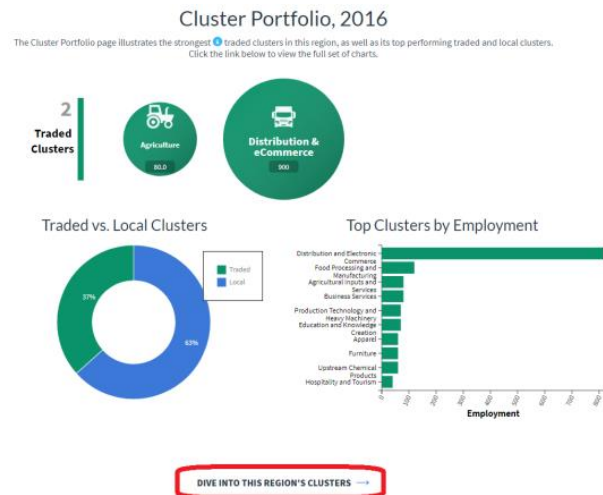 Cluster Portfolio, 2016
The Cluster Portfolio page illustrates the strongest traded clusters in this region, as well as its top performing traded and local clusters.
Click the link below to view the full set of charts.
2
Traded
Clusters
Agriculture
80.0
Distribution &
eCommerce
900
Traded vs. Local Clusters
37%
63%
Traded
Local
Top Clusters by Employment
Distribution and Electronic
Commerce
Food Processing and
Manufacturing
Agricultural Inputs and
Services
Business Services
Production Technology and
Heavy Machinery
Education and Knowledge
Creation
Apparel
Furniture
Upstream Chemical
Products
Hospitality and Tourism
0
100
200
300
400
500
600
700
800
Employment
DIVE INTO THIS REGION'S CLUSTERS →